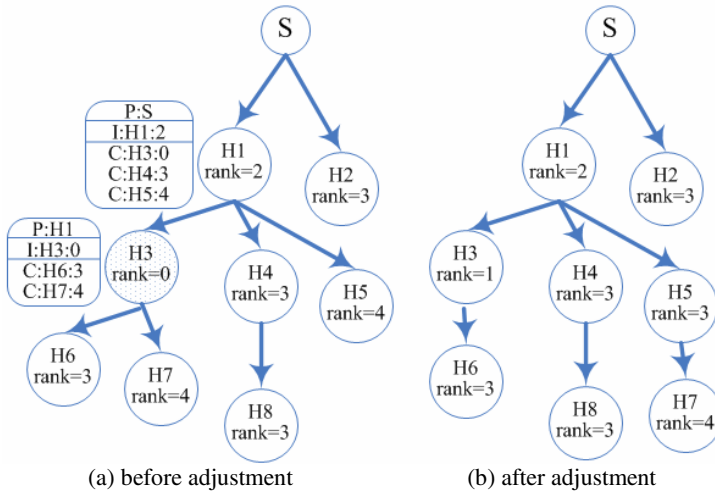 S
H1
rank=2
H2
rank=3
P:S
I:H1:2
C:H3:0
C:H4:3
C:H5:4
P:H1
I:H3:0
C:H6:3
C:H7:4
H3
rank=0
H4
rank=3
H5
rank=4
H6
rank=3
H7
rank=4
H8
rank=3
(a) before adjustment
S
H1
rank=2
H2
rank=3
H3
rank=1
H4
rank=3
H5
rank=3
H6
rank=3
H8
rank=3
H7
rank=4
(b) after adjustment